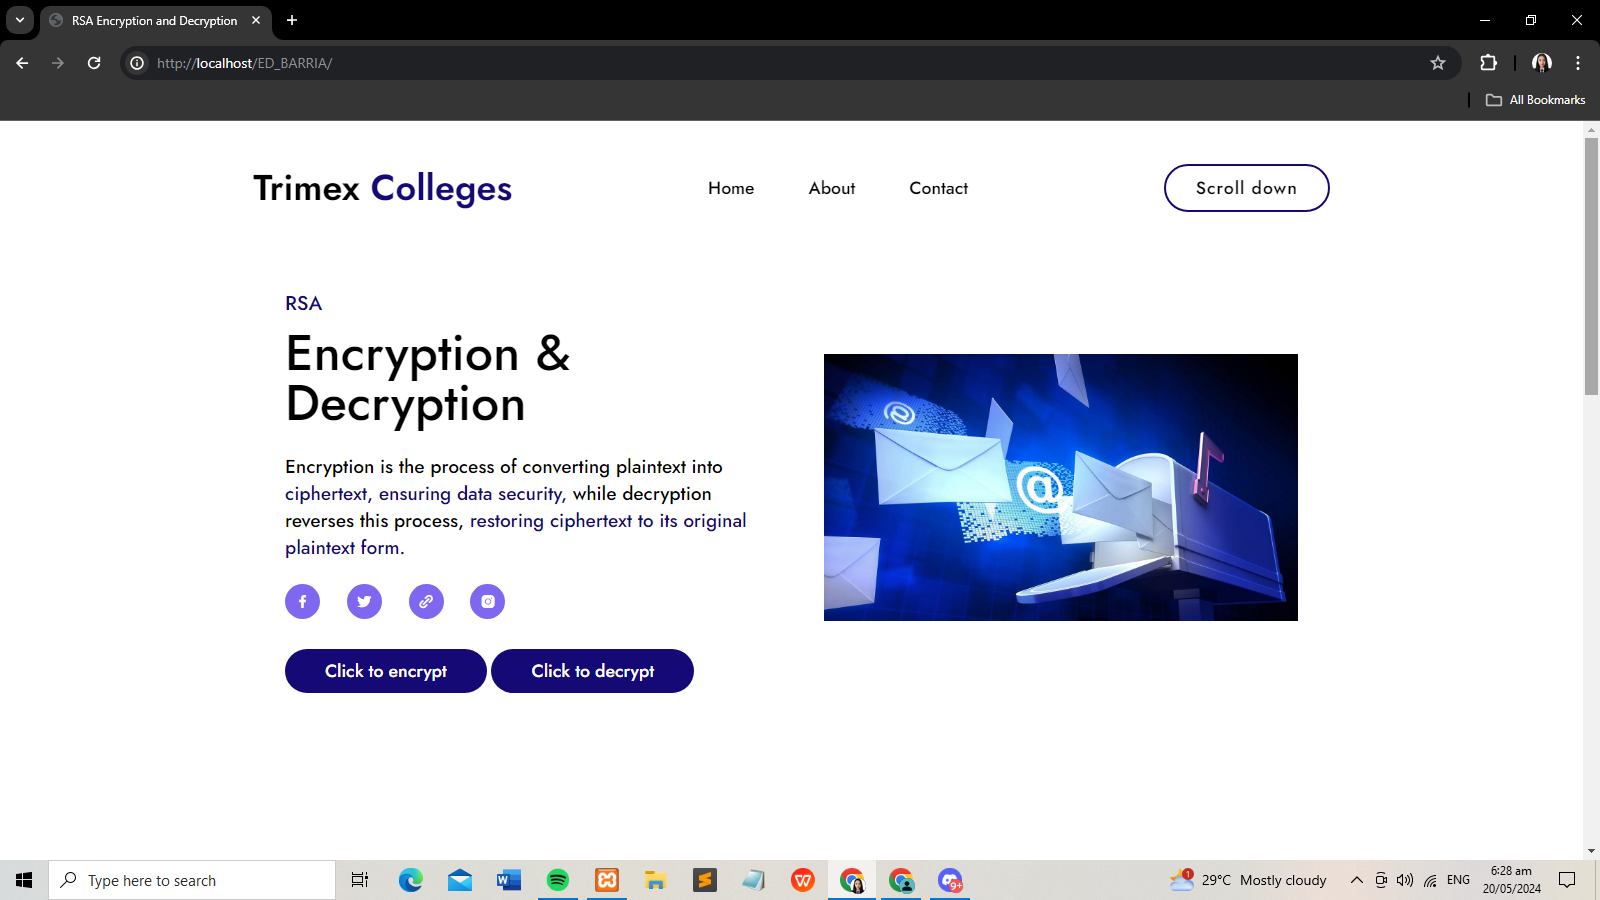 RSA Encryption and Decryption
http://localhost/ED_BARRIA/
All Bookmarks
Trimex Colleges
Home
About
Contact
Scroll down
RSA
Encryption &
Decryption
Encryption is the process of converting plaintext into
ciphertext, ensuring data security, while decryption
reverses this process, restoring ciphertext to its original
plaintext form.
@
@
Click to encrypt
Click to decrypt
Type here to search
W
S
W
9+
1
29°C Mostly cloudy
ENG
6:28 am
20/05/2024